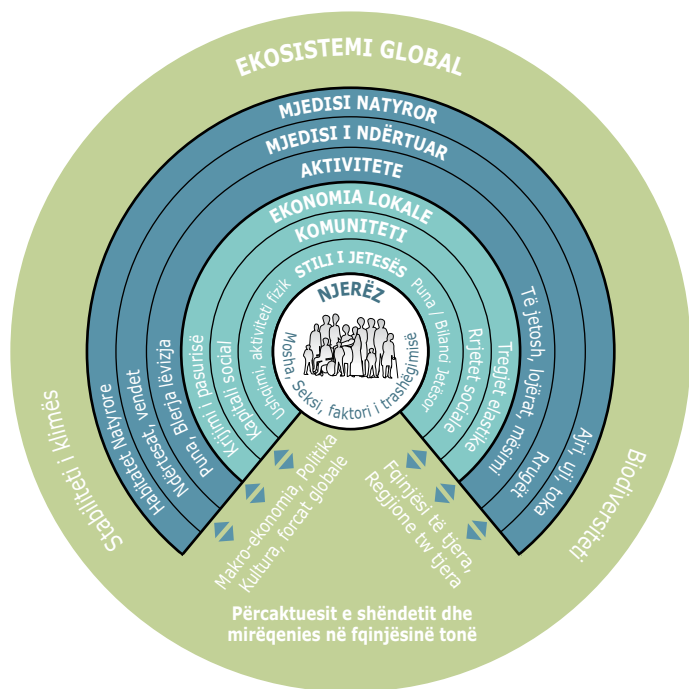 EKOSISTEMI GLOBAL
MJEDISI NATYROR
MJEDISI I NDËRTUAR
AKTIVITETE
EKONOMIA LOKALE
KOMUNITETI
STILI I JETESËS
NJERËZ
Mosha, Seksi, faktori i trashëgimisë
Ushqimi, aktiviteti fizik
Puna / Bilanci jetësor
Kapitali social
Rrjetet sociale
Krijimi i pasurisë
Tregjet elastike
Puna, Blerja lëvizja
Të jetosh, lojërat, mësimi
Ndërtesat, vendet
Rrugët
Habitatet Natyrore
Ajri, uji, toka
Stabiliteti i klimës
Biodiversiteti
Makro-ekonomia, Politika
Kultura, forcat globale
Fqinjësi të tjera,
Regjione tw tjera
Përcaktuesit e shëndetit dhe
mirëqenies në fqinjësinë tonë